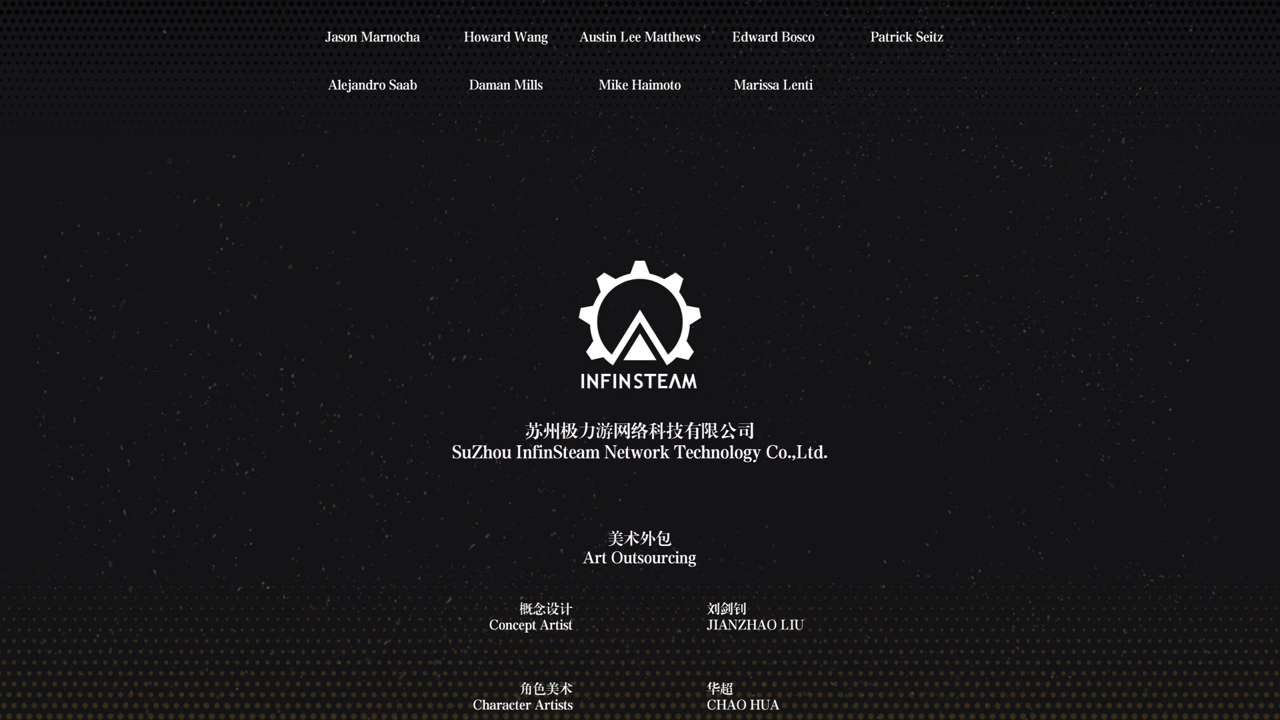 Jason Marnocha Howard Wang Austin Lee Matthews Edward Bosco Patrick Seitz
Alejandro Saab Daman Mills Mike Haimoto Marissa Lenti
INFINSTEAM
苏州极力游网络科技有限公司
SuZhou InfinSteam Network Technology Co.,Ltd.
美术外包
Art Outsourcing
概念设计 刘剑钊
Concept Artist JIANZHAO LIU
角色美术 华超
Character Artists CHAO HUA